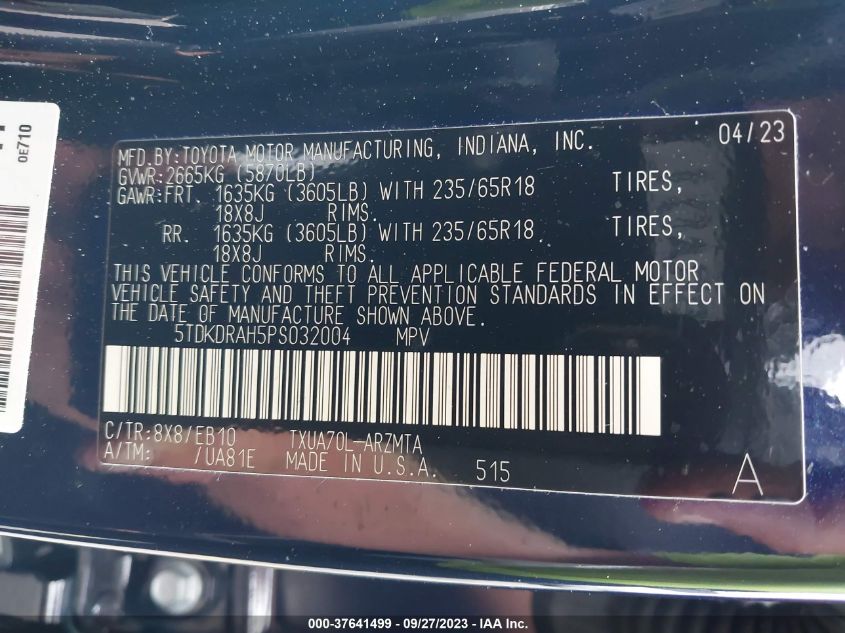 0E710
MFD.BY:TOYOTA MOTOR MANUFACTURING, INDIANA, INC. 04/23
GVWR:2665KG (5870LB)
GAWR:FRT. 1635KG (3605LB) WITH 235/65R18 TIRES,
18X8J RIMS.
RR. 1635KG (3605LB) WITH 235/65R18 TIRES,
18X8J RIMS.
THIS VEHICLE CONFORMS TO ALL APPLICABLE FEDERAL MOTOR
VEHICLE SAFETY AND THEFT PREVENTION STANDARDS IN EFFECT ON
THE DATE OF MANUFACTURE SHOWN ABOVE.
5TDKDRAH5PS032004 MPV
C/TR:8X8/EB10 TXUA70L-ARZMTA
A/TM: /UA81E MADE IN U.S.A. 515 A
000-37641499 - 09/27/2023 - IAA Inc.